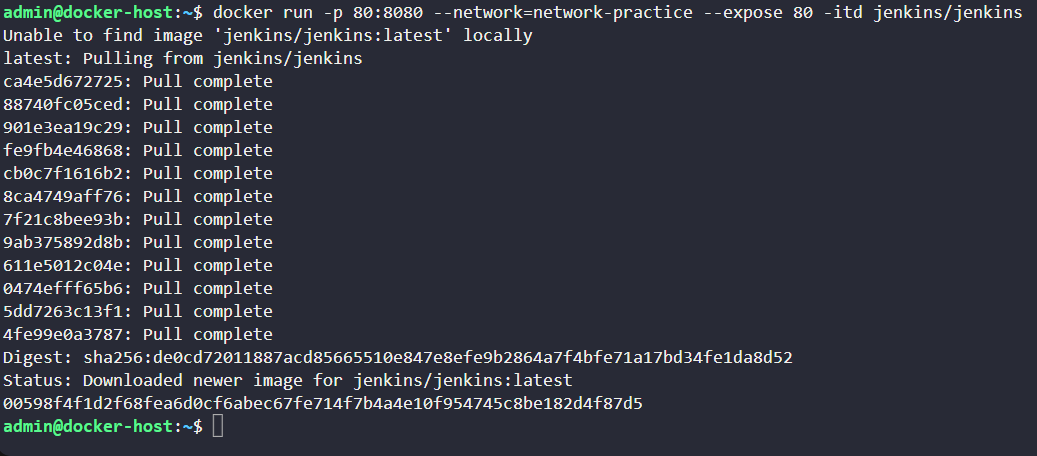 admin@docker-host:~$ docker run -p 80:8080 --network=network-practice --expose 80 -itd jenkins/jenkins
Unable to find image 'jenkins/jenkins:latest' locally
latest: Pulling from jenkins/jenkins
ca4e5d672725: Pull complete
88740fc05ced: Pull complete
901e3ea19c29: Pull complete
fe9fb4e46868: Pull complete
cb0c7f1616b2: Pull complete
8ca4749aff76: Pull complete
7f21c8bee93b: Pull complete
9ab375892d8b: Pull complete
611e5012c04e: Pull complete
0474efff65b6: Pull complete
5dd7263c13f1: Pull complete
4fe99e0a3787: Pull complete
Digest: sha256:de0cd72011887acd85665510e847e8efe9b2864a7f4bfe71a17bd34fe1da8d52
Status: Downloaded newer image for jenkins/jenkins:latest
00598f4f1d2f68fea6d0cf6abec67fe714f7b4a4e10f954745c8be182d4f87d5
admin@docker-host:~$